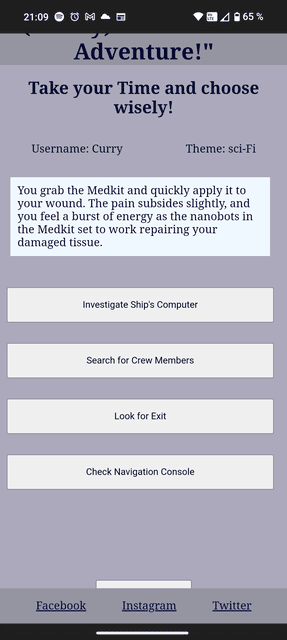 21:09
65 %
Adventure!"
Take your Time and choose
wisely!
Username: Curry Theme: sci-Fi
You grab the Medkit and quickly apply it to
your wound. The pain subsides slightly, and
you feel a burst of energy as the nanobots in
the Medkit set to work repairing your
damaged tissue.
Investigate Ship's Computer
Search for Crew Members
Look for Exit
Check Navigation Console
Facebook Instagram Twitter